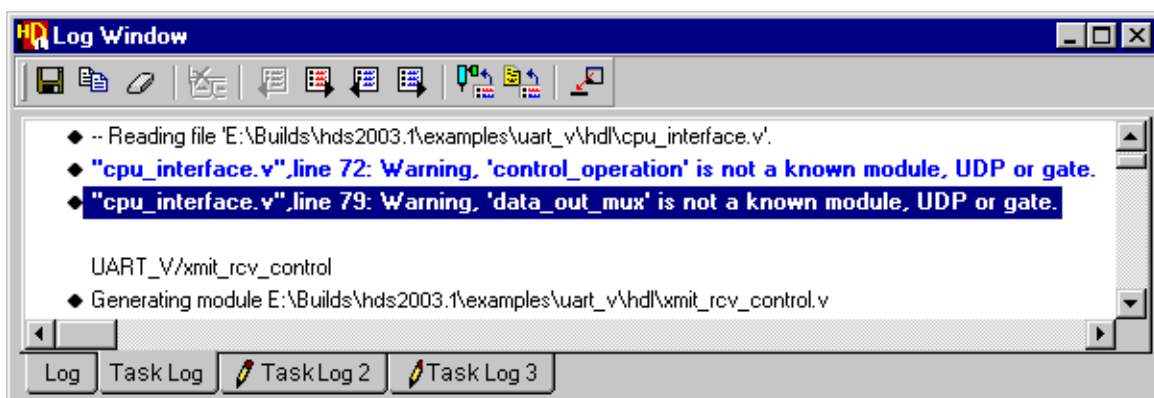 Log Window
-- Reading file 'E:\Builds\hds2003.1\examples\uart_v\hdl\cpu_interface.v'.
"cpu_interface.v",line 72: Warning, 'control_operation' is not a known module, UDP or gate.
"cpu_interface.v",line 79: Warning, 'data_out_mux' is not a known module, UDP or gate.
UART_V/xmit_rcv_control
Generating module E:\Builds\hds2003.1\examples\uart_v\hdl\xmit_rcv_control.v
Log Task Log Task Log 2 Task Log 3